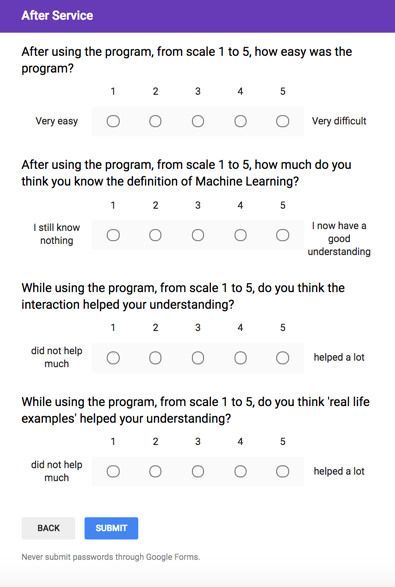 After Service
After using the program, from scale 1 to 5, how easy was the
program?
1 2 3 4 5
Very easy Very difficult
After using the program, from scale 1 to 5, how much do you
think you know the definition of Machine Learning?
1 2 3 4 5
I still know
nothing
I now have a
good
understanding
While using the program, from scale 1 to 5, do you think the
interaction helped your understanding?
1 2 3 4 5
did not help
much
helped a lot
While using the program, from scale 1 to 5, do you think 'real life
examples' helped your understanding?
1 2 3 4 5
did not help
much
helped a lot
BACK SUBMIT
Never submit passwords through Google Forms.